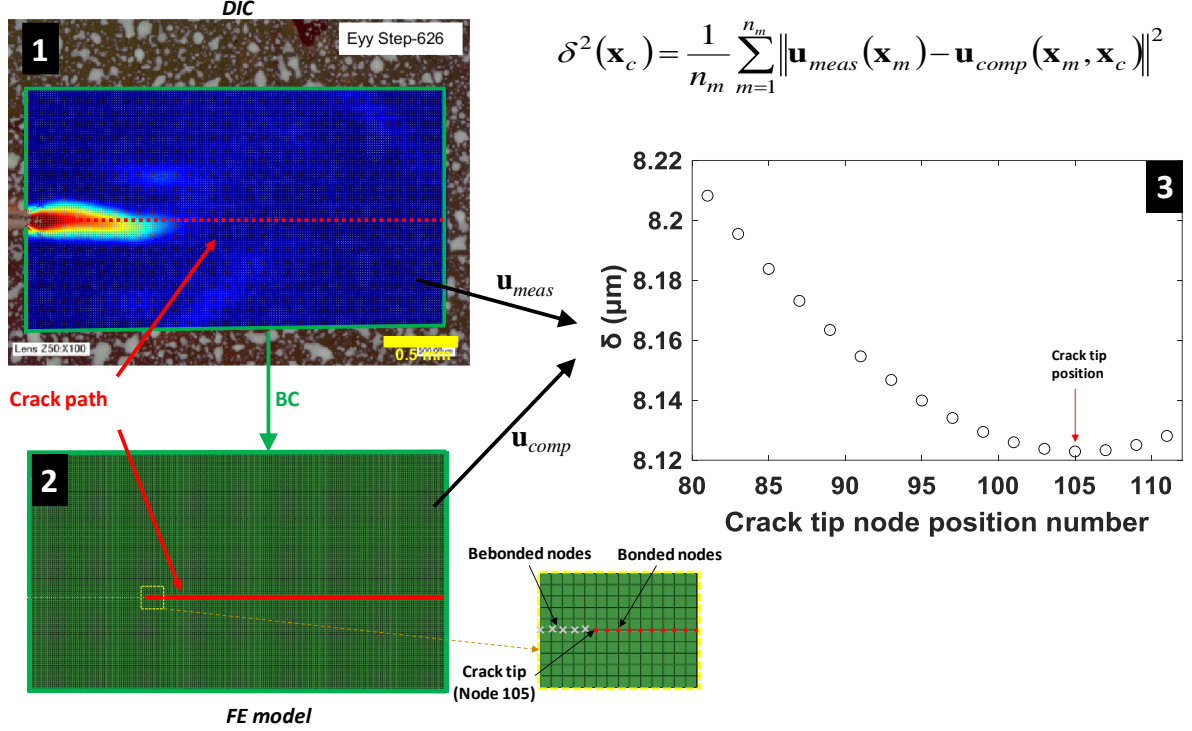 DIC
1
Eyy Step-626
Lens Z50:X100
0.5 mm
δ²(x_c) = 1/n_m ∑_{m=1}^{n_m} ‖u_meas(x_m) − u_comp(x_m, x_c)‖²
u_meas
Crack path
BC
u_comp
2
FE model
Bebonded nodes
Bonded nodes
Crack tip
(Node 105)
3
8.22
8.2
8.18
8.16
8.14
8.12
δ (μm)
Crack tip
position
80 85 90 95 100 105 110
Crack tip node position number